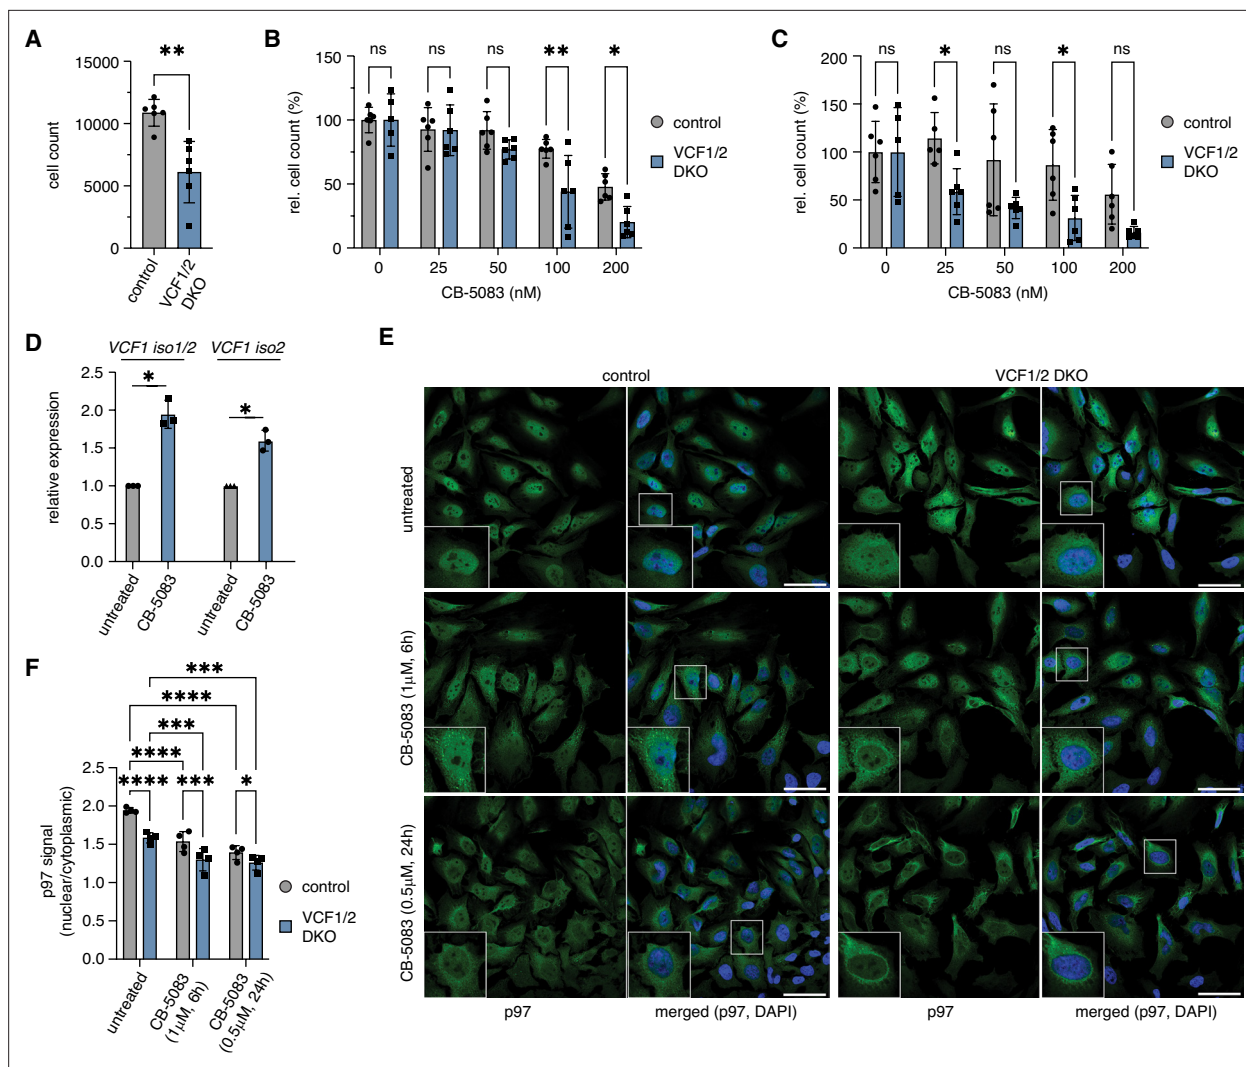 A
**
cell count
15000
10000
5000
0
control
VCF1/2
DKO
B
ns
ns
ns
**
*
rel. cell count (%)
150
100
50
0
0
25
50
100
200
CB-5083 (nM)
control
VCF1/2
DKO
C
ns
*
ns
*
ns
rel. cell count (%)
200
150
100
50
0
0
25
50
100
200
CB-5083 (nM)
control
VCF1/2
DKO
D
VCF1 iso1/2
VCF1 iso2
*
*
relative expression
2.5
2.0
1.5
1.0
0.5
0.0
untreated
CB-5083
untreated
CB-5083
E
control
VCF1/2 DKO
untreated
CB-5083 (1µM, 6h)
CB-5083 (0.5µM, 24h)
p97
merged (p97, DAPI)
p97
merged (p97, DAPI)
F
***
****
***
****
****
***
*
p97 signal
(nuclear/cytoplasmic)
2.5
2.0
1.5
1.0
0.5
0.0
untreated
CB-5083
(1µM, 6h)
CB-5083
(0.5µM, 24h)
control
VCF1/2
DKO